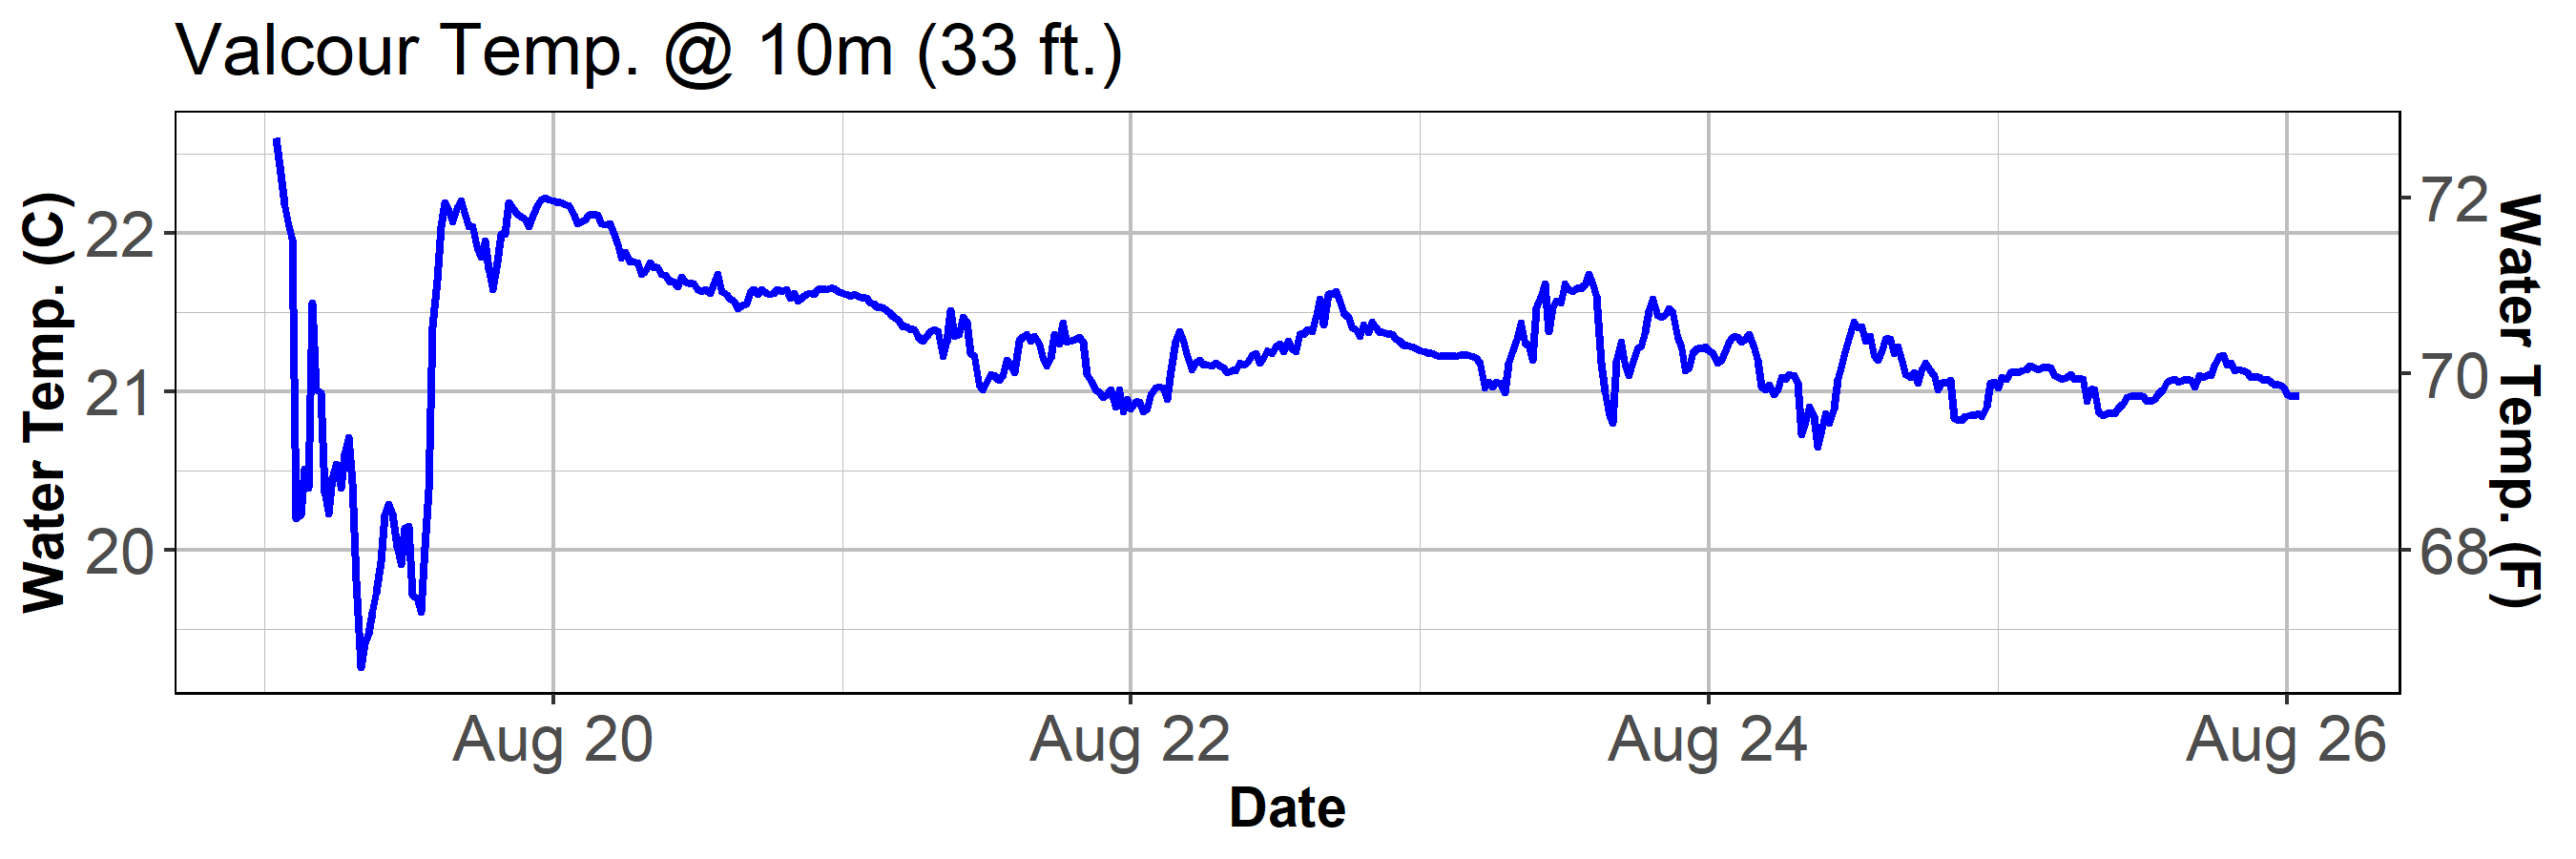 Valcour Temp. @ 10m (33 ft.)
Water Temp. (C)
22
21
20
72
70
68
Water Temp. (F)
Aug 20
Aug 22
Aug 24
Aug 26
Date